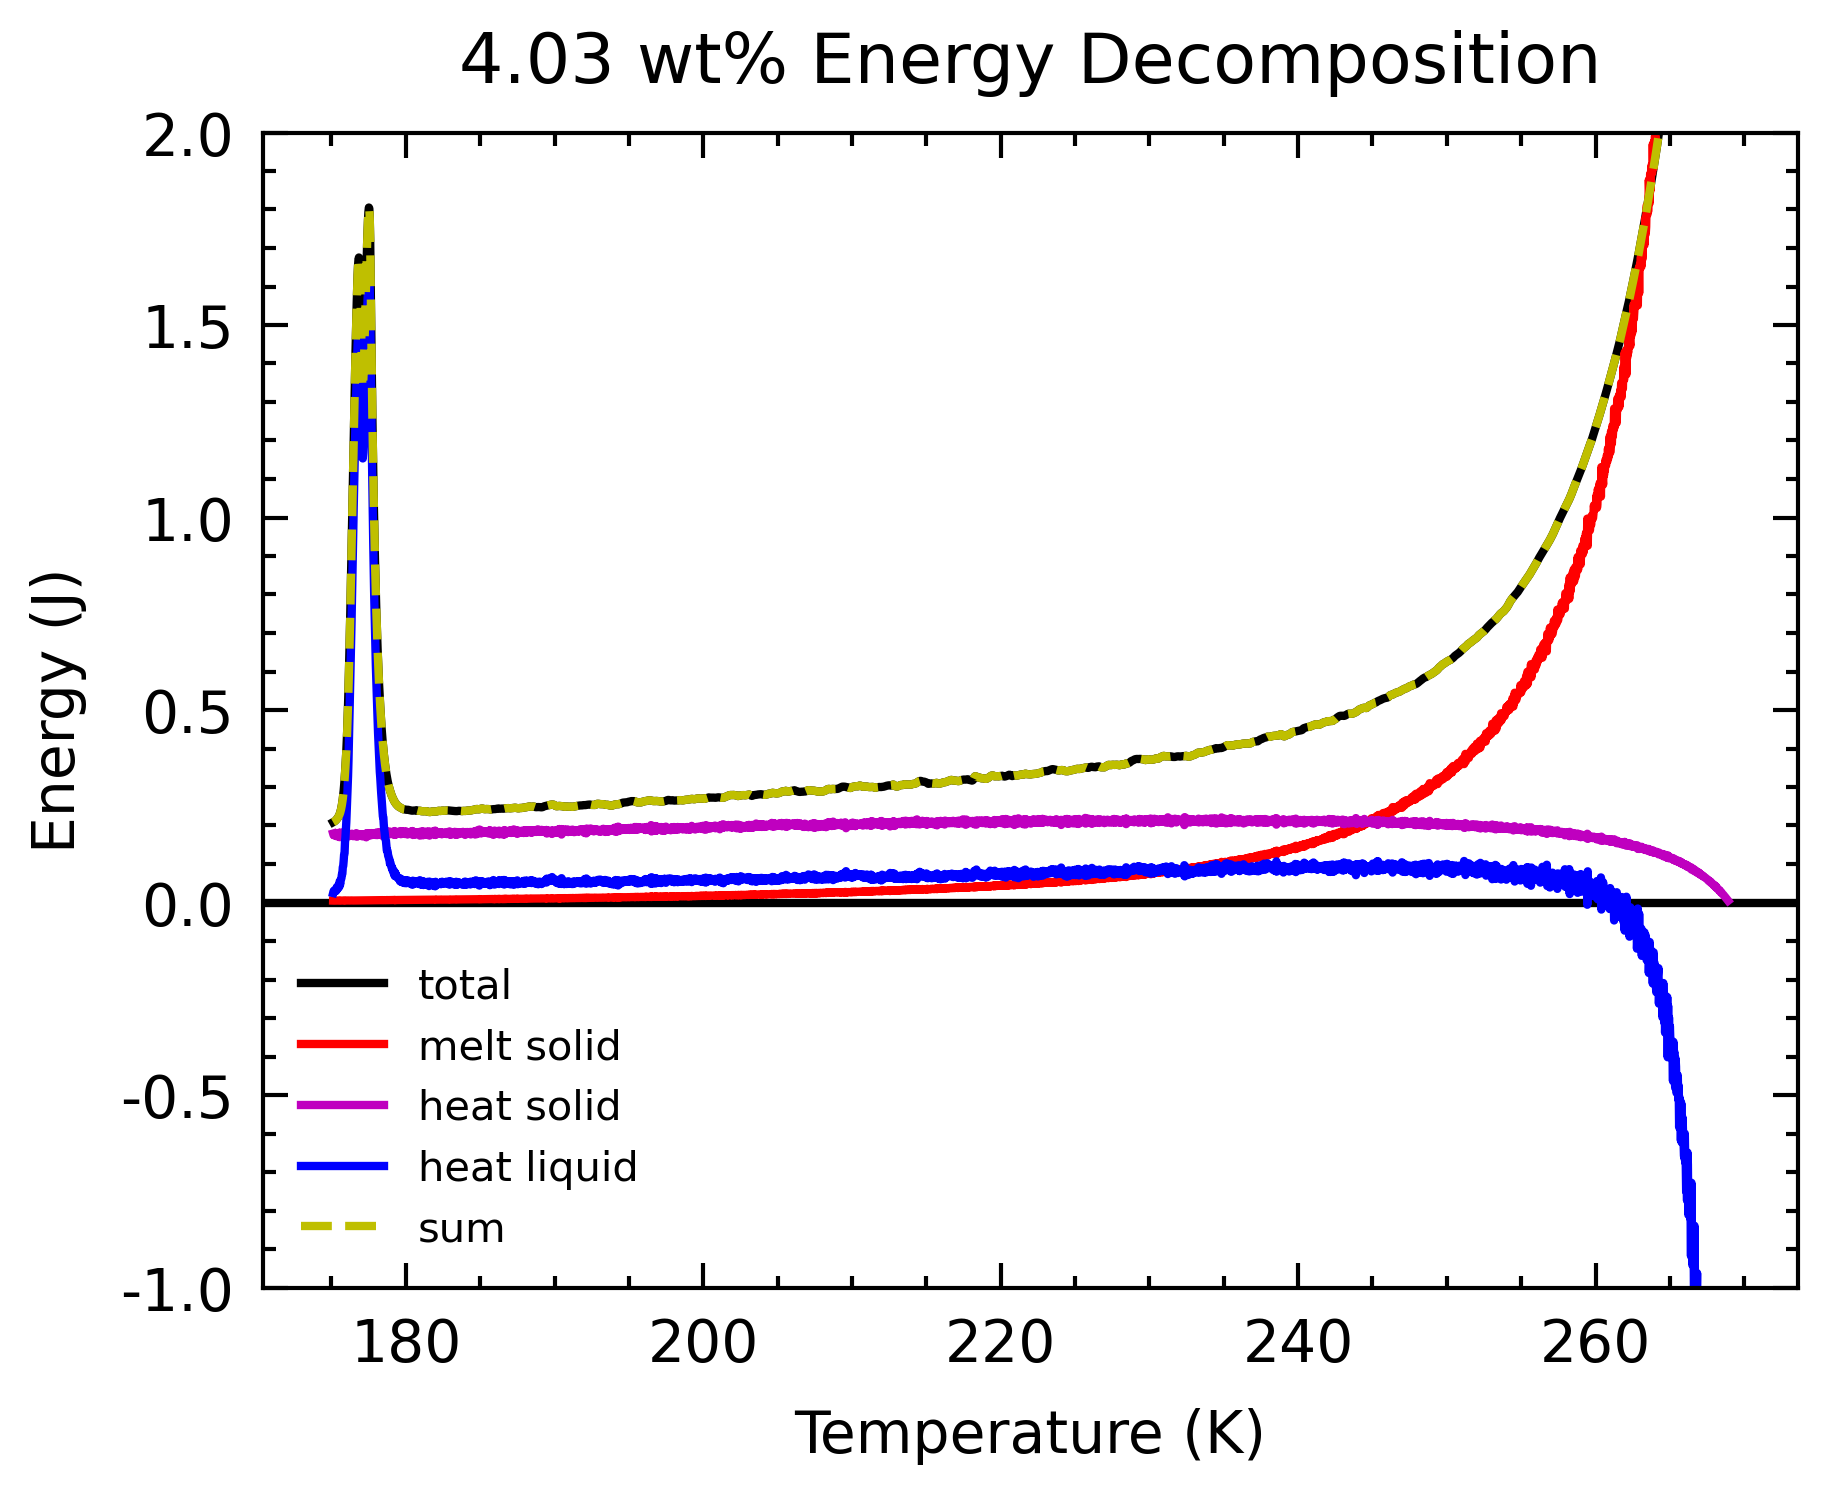 4.03 wt% Energy Decomposition
2.0
1.5
1.0
0.5
0.0
-0.5
-1.0
Energy (J)
total
melt solid
heat solid
heat liquid
sum
180 200 220 240 260
Temperature (K)